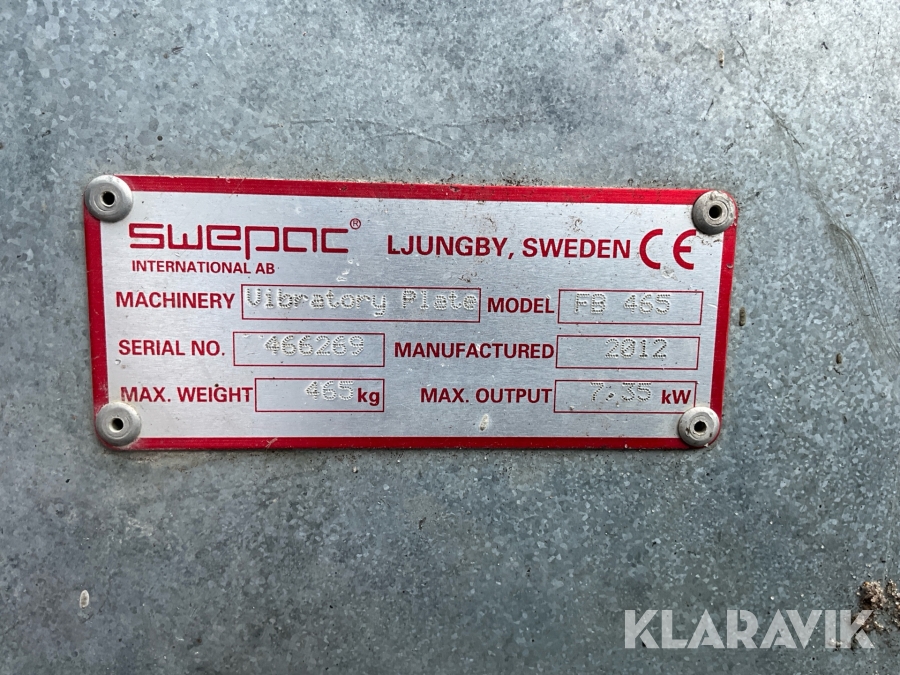 swepac® LJUNGBY, SWEDEN CE
INTERNATIONAL AB
MACHINERY Vibratory Plate MODEL FB 465
SERIAL NO. 466269 MANUFACTURED 2012
MAX. WEIGHT 465 kg MAX. OUTPUT 7.35 kW
KLARAVIK